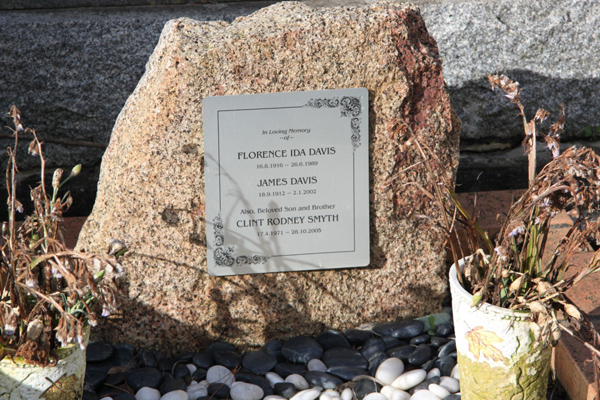 In Loving Memory
~of~
FLORENCE IDA DAVIS
16.8.1916 ~ 26.6.1989
JAMES DAVIS
18.9.1912 ~ 2.1.2002
Also, Beloved Son and Brother
CLINT RODNEY SMYTH
17.4.1971 ~ 28.10.2005